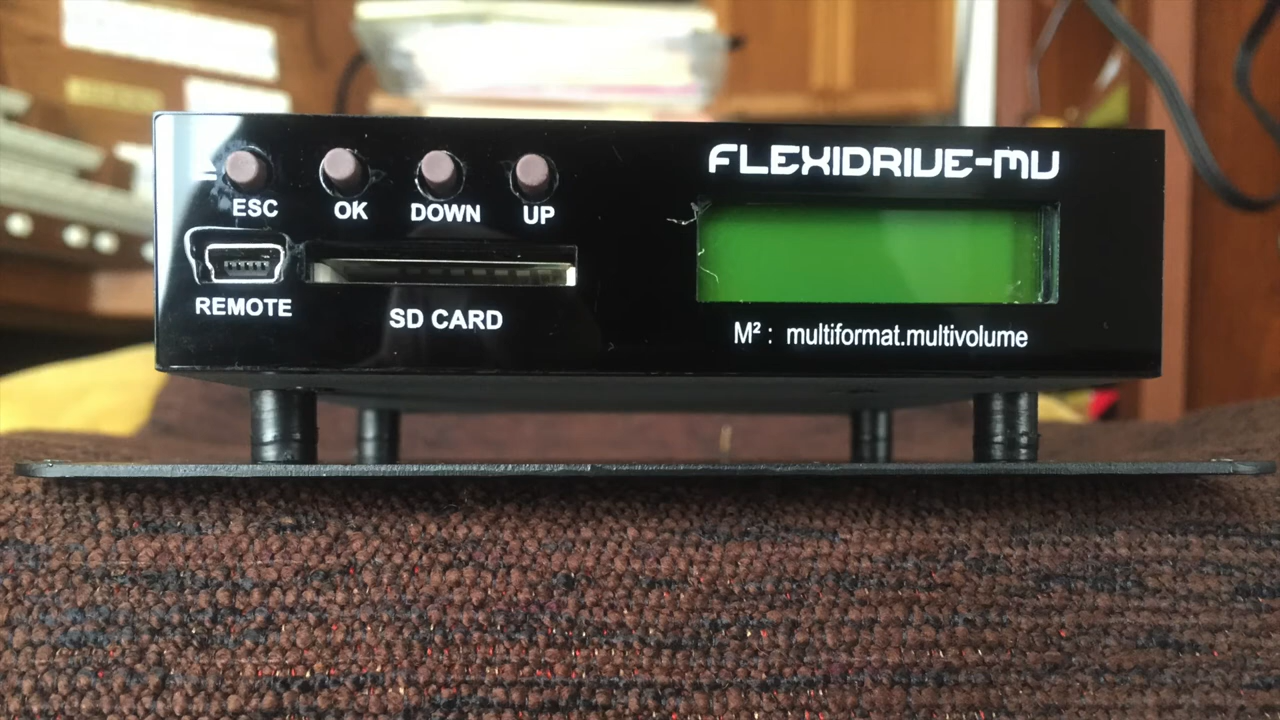 FLEXIDRIVE-MV
ESC OK DOWN UP
REMOTE
SD CARD
M² : multiformat.multivolume